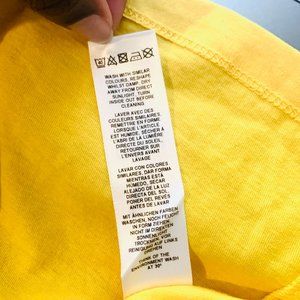 WASH WITH SIMILAR
COLOURS, RESHAPE
WHILST DAMP, DRY
AWAY FROM DIRECT
SUNLIGHT. TURN
INSIDE OUT BEFORE
CLEANING.
LAVER AVEC DES
COULEURS SIMILAIRES,
REMETTRE EN FORME
LORSQUE L'ARTICLE
EST HUMIDE, SÉCHER À
L'ABRI DE LA LUMIÈRE
DIRECTE DU SOLEIL,
TOURNER À L'ENVERS
AVANT LE
LAVAGE
LAVAR CON COLORES
SIMILARES, DAR FORMA
MIENTRAS ESTÁ
HÚMEDO, SECAR
ALEJADO DE LA LUZ
DIRECTA DEL SOL.
PONER DEL REVÉS
ANTES DE LAVAR
MIT ÄHNLICHEN FARBEN
WASCHEN, NOCH FEUCHT
IN FORM ZIEHEN
NICHT IM DIREKTEN
SONNENLICHT
TROCKNEN. VOR
REINIGUNG AUF LINKS
DREHEN
THINK OF THE
ENVIRONMENT WASH
AT 30°